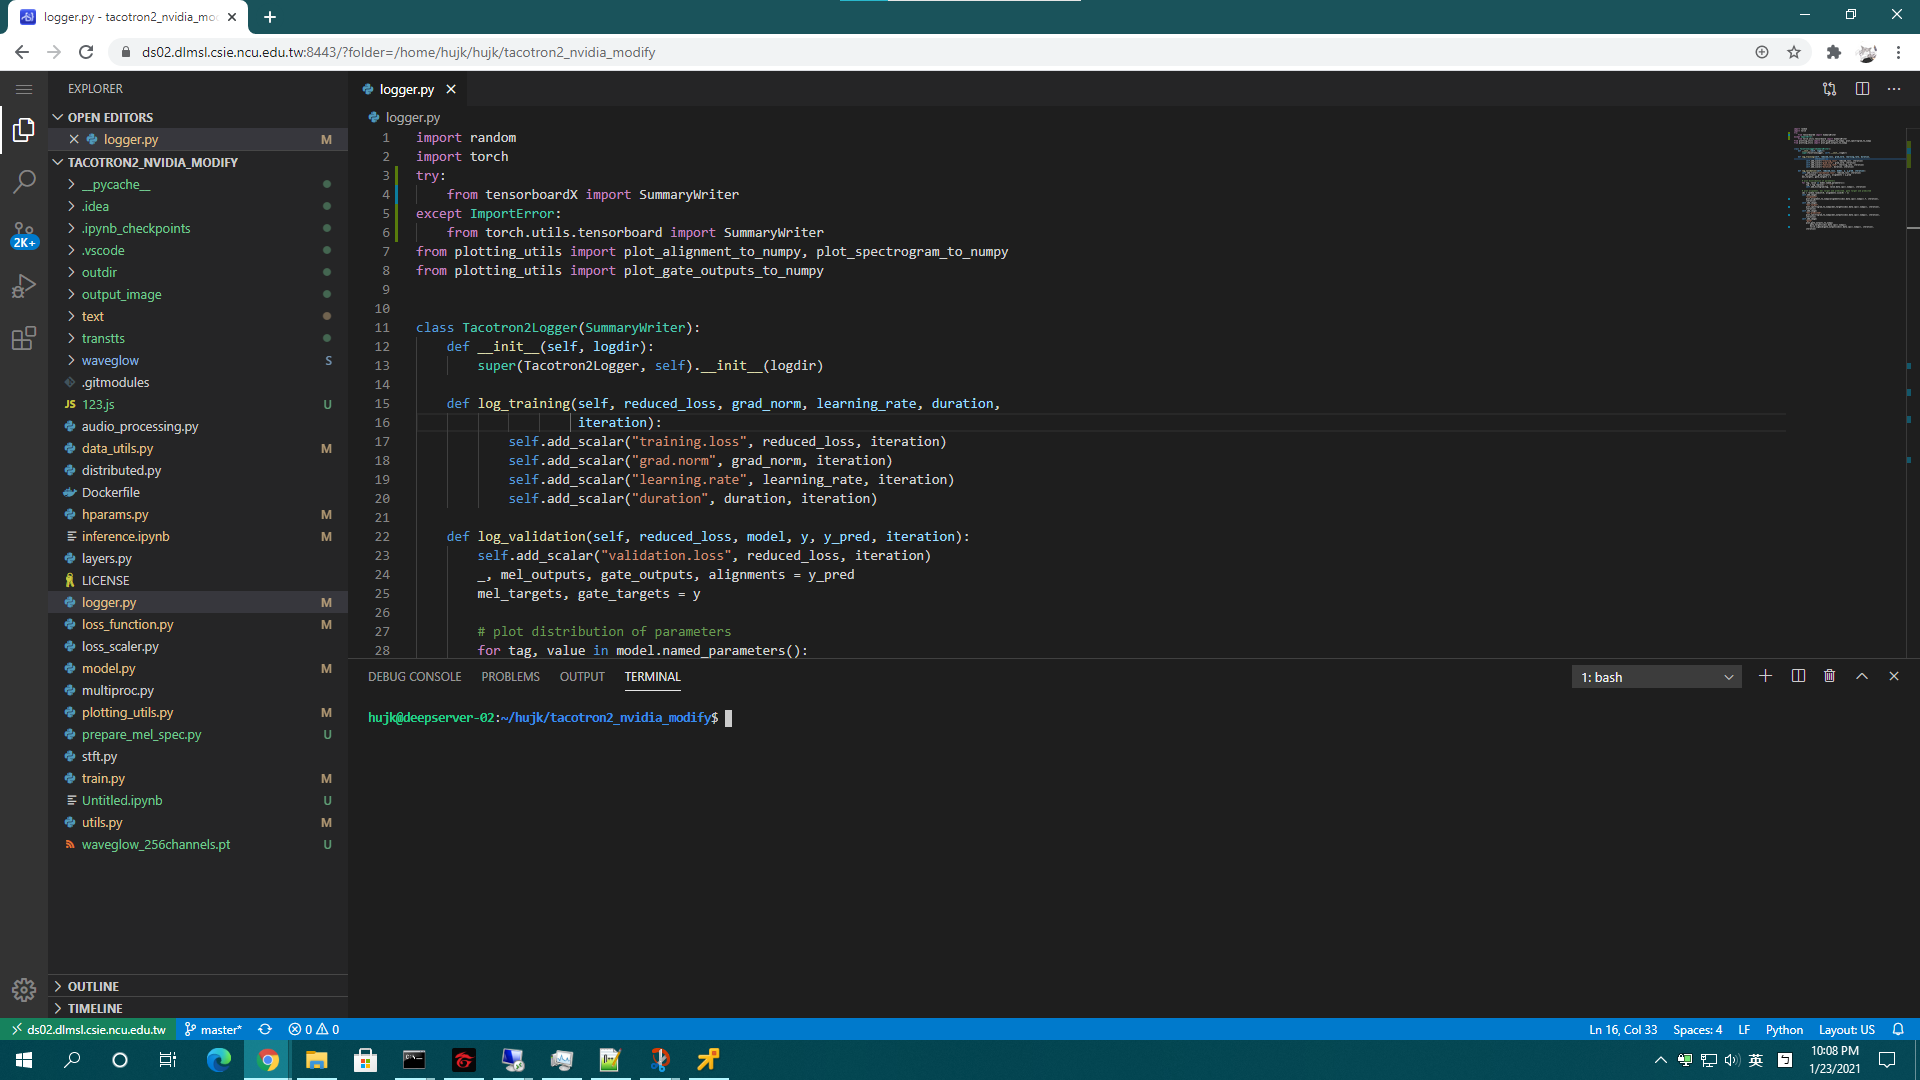 logger.py - tacotron2_nvidia_mo
ds02.dlmsl.csie.ncu.edu.tw:8443/?folder=/home/hujk/hujk/tacotron2_nvidia_modify
EXPLORER
OPEN EDITORS
logger.py M
TACOTRON2_NVIDIA_MODIFY
__pycache__
.idea
.ipynb_checkpoints
.vscode
outdir
output_image
text
transtts
waveglow S
.gitmodules
JS 123.js U
audio_processing.py
data_utils.py M
distributed.py
Dockerfile
hparams.py M
inference.ipynb M
layers.py
LICENSE
logger.py M
loss_function.py M
loss_scaler.py
model.py M
multiproc.py
plotting_utils.py M
prepare_mel_spec.py U
stft.py
train.py M
Untitled.ipynb U
utils.py M
waveglow_256channels.pt U
OUTLINE
TIMELINE
2K+
logger.py
logger.py
1 import random
2 import torch
3 try:
4     from tensorboardX import SummaryWriter
5 except ImportError:
6     from torch.utils.tensorboard import SummaryWriter
7 from plotting_utils import plot_alignment_to_numpy, plot_spectrogram_to_numpy
8 from plotting_utils import plot_gate_outputs_to_numpy
9
10
11 class Tacotron2Logger(SummaryWriter):
12     def __init__(self, logdir):
13         super(Tacotron2Logger, self).__init__(logdir)
14
15     def log_training(self, reduced_loss, grad_norm, learning_rate, duration,
16                      iteration):
17             self.add_scalar("training.loss", reduced_loss, iteration)
18             self.add_scalar("grad.norm", grad_norm, iteration)
19             self.add_scalar("learning.rate", learning_rate, iteration)
20             self.add_scalar("duration", duration, iteration)
21
22     def log_validation(self, reduced_loss, model, y, y_pred, iteration):
23         self.add_scalar("validation.loss", reduced_loss, iteration)
24         _, mel_outputs, gate_outputs, alignments = y_pred
25         mel_targets, gate_targets = y
26
27         # plot distribution of parameters
28         for tag, value in model.named_parameters():
DEBUG CONSOLE PROBLEMS OUTPUT TERMINAL 1: bash
hujk@deepserver-02:~/hujk/tacotron2_nvidia_modify$
ds02.dlmsl.csie.ncu.edu.tw master* 0 0 Ln 16, Col 33 Spaces: 4 LF Python Layout: US
英
10:08 PM
1/23/2021